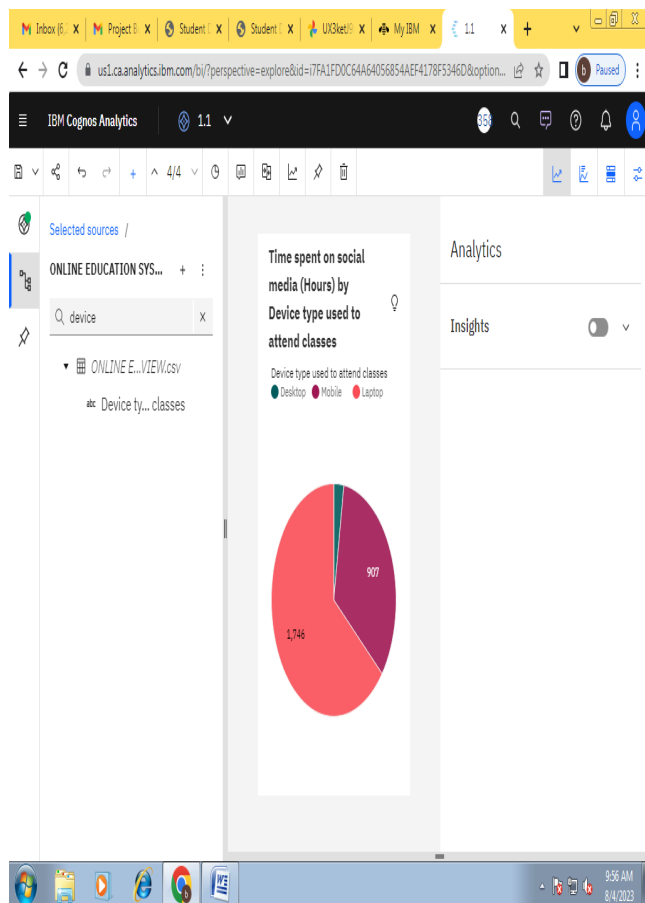 Inbox (6,
Project B
Student D
Student D
UX3ketJ9
My IBM
1.1
us1.ca.analytics.ibm.com/bi/?perspective=explore&id=i7FA1FD0C64A64056854AEF4178F5346D&option...
b Paused
IBM Cognos Analytics
1.1
4/4
Selected sources /
ONLINE EDUCATION SYS...
device
ONLINE E...VIEW.csv
abc Device ty... classes
Time spent on social
media (Hours) by
Device type used to
attend classes
Device type used to attend classes
Desktop Mobile Laptop
907
1,746
Analytics
Insights
9:56 AM
8/4/2023